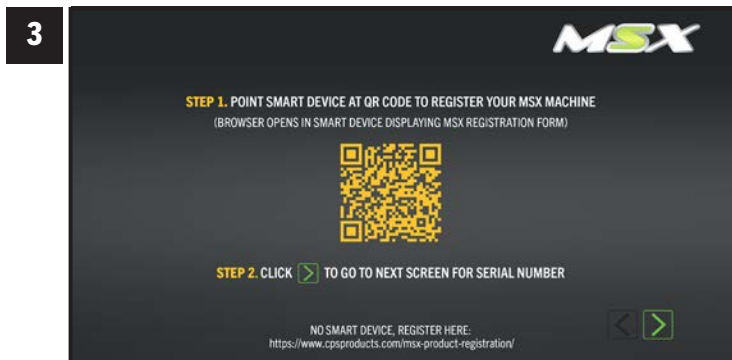 3
MSX
STEP 1. POINT SMART DEVICE AT QR CODE TO REGISTER YOUR MSX MACHINE
(BROWSER OPENS IN SMART DEVICE DISPLAYING MSX REGISTRATION FORM)
STEP 2. CLICK > TO GO TO NEXT SCREEN FOR SERIAL NUMBER
NO SMART DEVICE, REGISTER HERE:
https://www.cpsproducts.com/msx-product-registration/